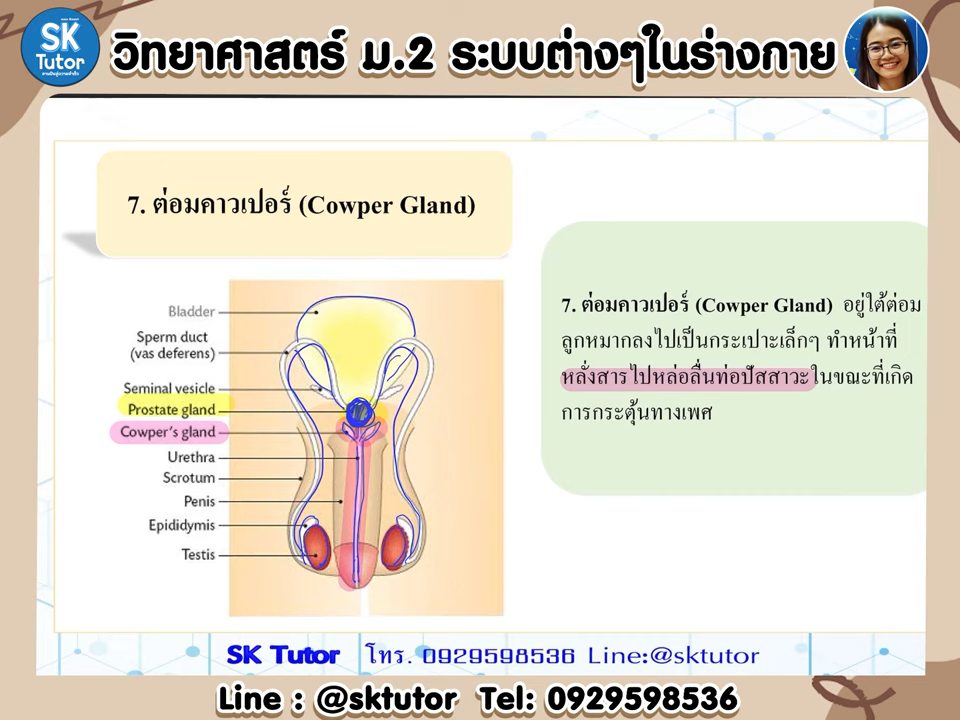 SK
Tutor
วิทยาศาสตร์ ม.2 ระบบต่างๆในร่างกาย
7. ต่อมคาวเปอร์ (Cowper Gland)
Bladder
Sperm duct
(vas deferens)
Seminal vesicle
Prostate gland
Cowper's gland
Urethra
Scrotum
Penis
Epididymis
Testis
7. ต่อมคาวเปอร์ (Cowper Gland) อยู่ใต้ต่อม
ลูกหมากลงไปเป็นกระเปาะเล็กๆ ทำหน้าที่
หลั่งสารไปหล่อลื่นท่อปัสสาวะในขณะที่เกิด
การกระตุ้นทางเพศ
SK Tutor โทร. 0929598536 Line:@sktutor
Line : @sktutor Tel: 0929598536